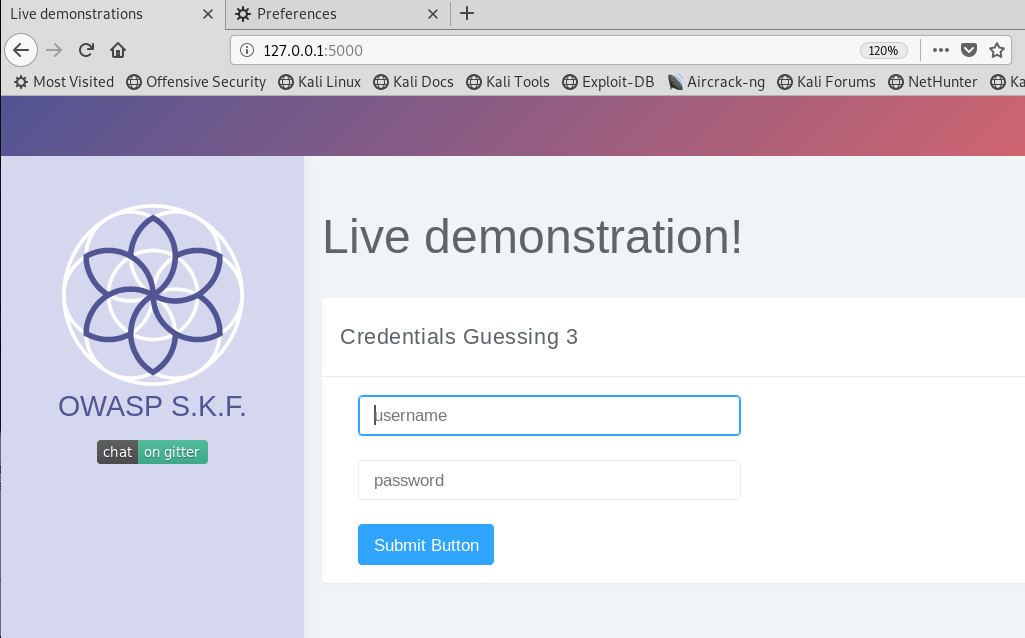 Live demonstrations
Preferences
127.0.0.1:5000
120%
Most Visited Offensive Security Kali Linux Kali Docs Kali Tools Exploit-DB Aircrack-ng Kali Forums NetHunter Ka
Live demonstration!
Credentials Guessing 3
username
password
Submit Button
OWASP S.K.F.
chat on gitter